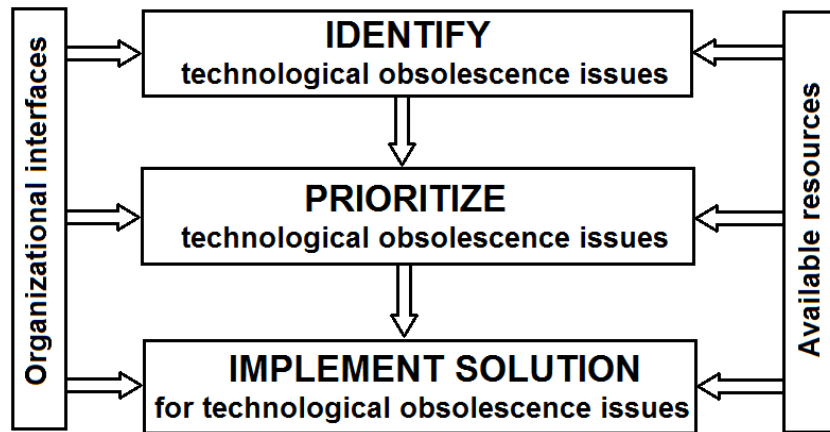 Organizational interfaces
IDENTIFY
technological obsolescence issues
PRIORITIZE
technological obsolescence issues
IMPLEMENT SOLUTION
for technological obsolescence issues
Available resources